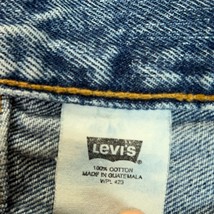 Levi's
100% COTTON
MADE IN GUATEMALA
WPL 423